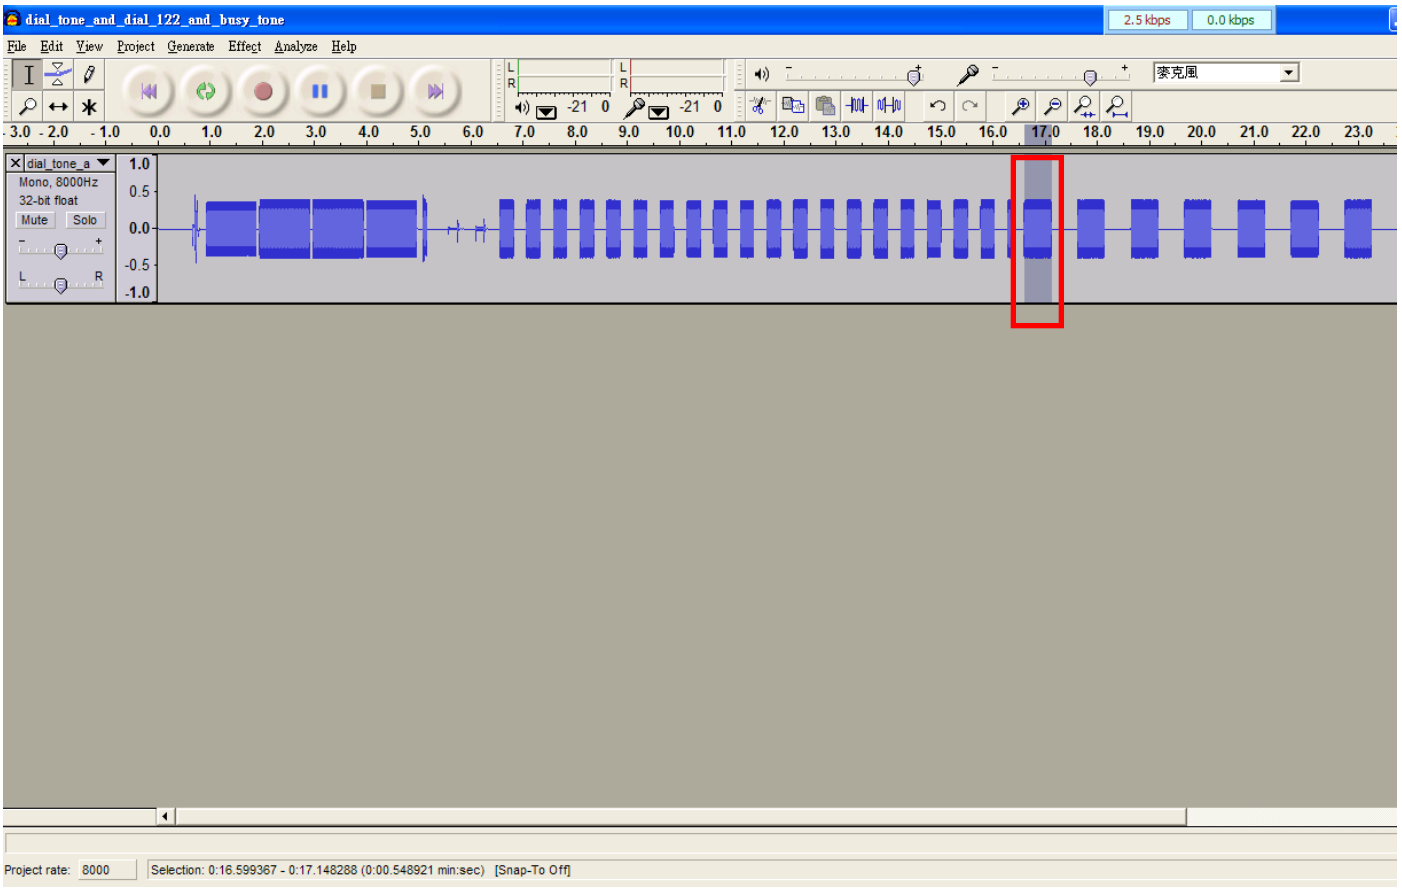 dial_tone_and_dial_122_and_busy_tone
2.5 kbps 0.0 kbps
File Edit View Project Generate Effect Analyze Help
L
R
-21 0
L
R
-21 0
麥克風
- 3.0 - 2.0 - 1.0 0.0 1.0 2.0 3.0 4.0 5.0 6.0 7.0 8.0 9.0 10.0 11.0 12.0 13.0 14.0 15.0 16.0 17.0 18.0 19.0 20.0 21.0 22.0 23.0
dial_tone_a
Mono, 8000Hz
32-bit float
Mute Solo
- +
L R
1.0
0.5
0.0
-0.5
-1.0
Project rate: 8000 Selection: 0:16.599367 - 0:17.148288 (0:00.548921 min:sec) [Snap-To Off]